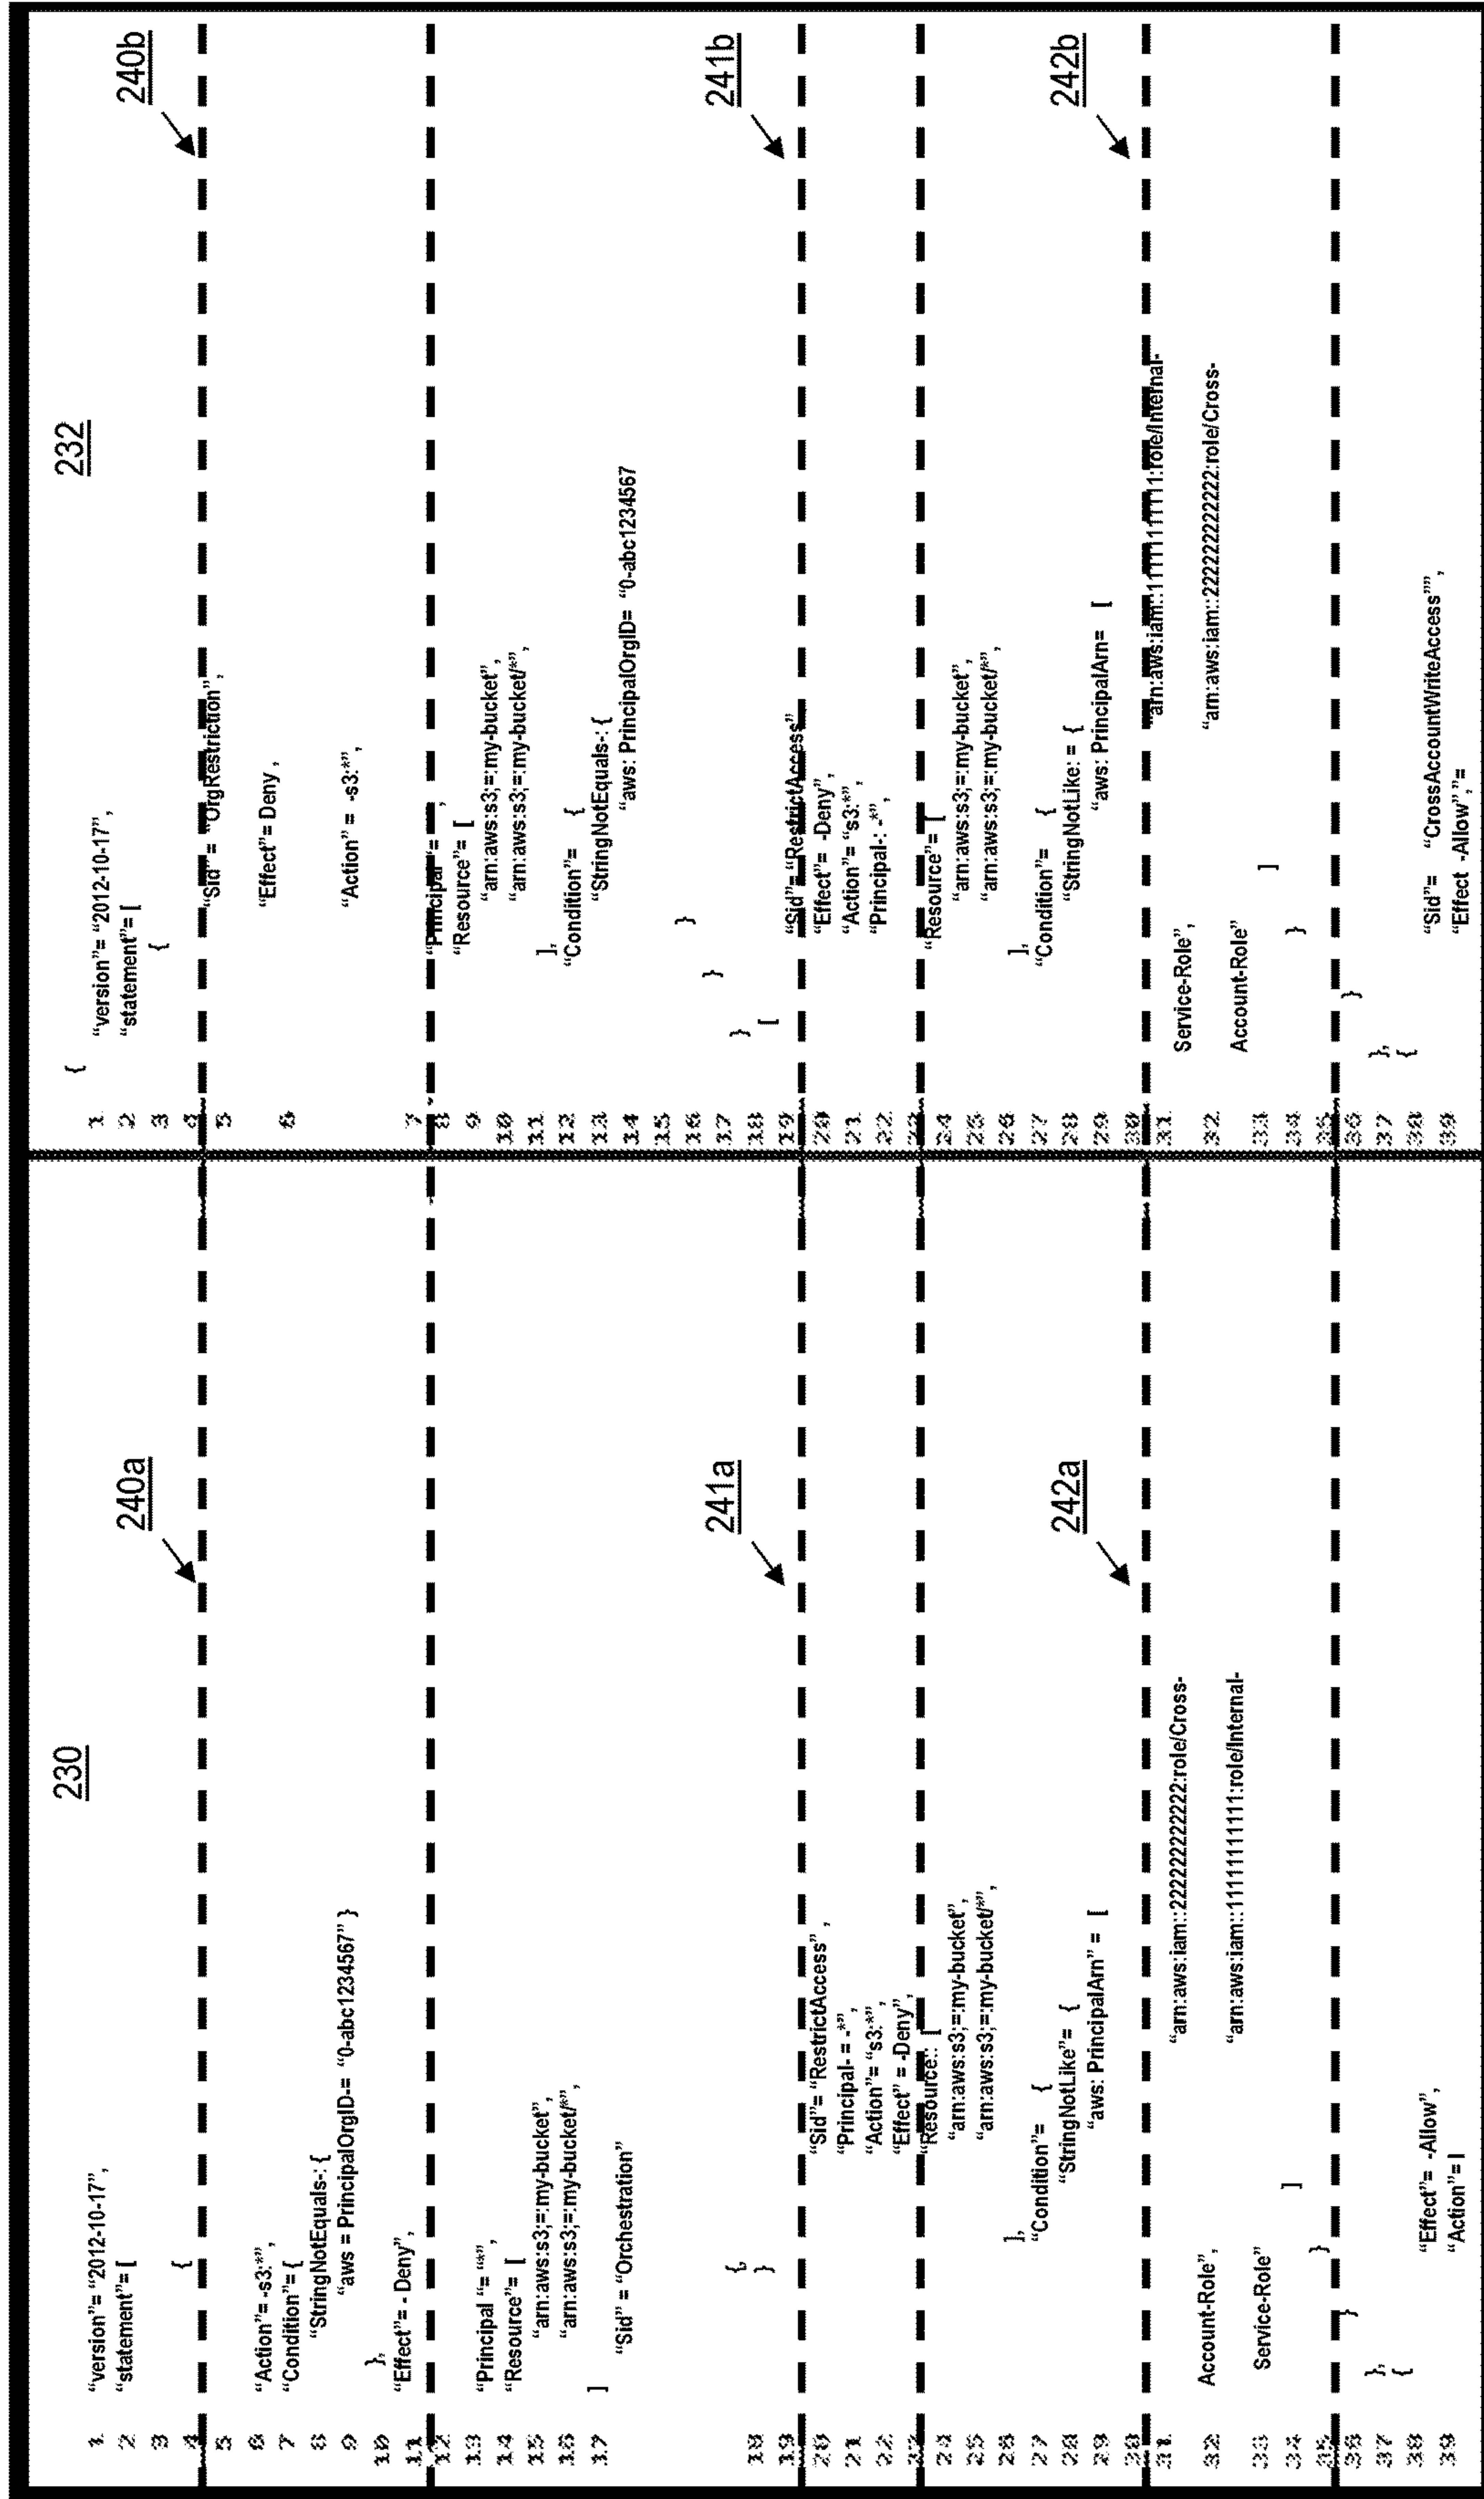 230
1
"version"= "2012-10-17",
2
"statement"= [
3
{
4
240a
5
6
"Action"= -s3:*",
7
"Condition"= {
8
"StringNotEquals-: {
9
"aws = PrincipalOrgID-= "0-abc1234567" }
10
},
11
"Effect"= - Deny",
12
13
"Principal "= "*",
14
"Resource"= [
15
"arn:aws:s3;=:my-bucket",
16
"arn:aws:s3;=:my-bucket/*",
17
]
"Sid" = "Orchestration"
18
{,
19
}
241a
20
"Sid"= "RestrictAccess" ,
21
"Principal- = -*",
22
"Action"= "s3:*" ,
"Effect" = -Deny",
23
"Resource:: [
24
"arn:aws:s3;=:my-bucket",
25
"arn:aws:s3;=:my-bucket/*",
26
],
27
"Condition"= {
28
"StringNotLike"= {
29
"aws: PrincipalArn" = [
30
242a
31
"arn:aws:iam::222222222222:role/Cross-
32
Account-Role",
"arn:aws:iam::111111111111:role/Internal-
33
Service-Role"
34
]
35
}
36
}
37
},
38
{
"Effect"= -Allow" ,
39
"Action"= I
232
{
1
"version"= "2012-10-17" ,
2
"statement"= [
3
{
4
240b
5
"Sid" = "OrgRestriction" ,
6
"Effect"= Deny ,
"Action" = -s3:*" ,
7
8
"Principal "= ,
9
"Resource"= [
10
"arn:aws:s3;=:my-bucket" ,
11
"arn:aws:s3;=:my-bucket/*" ,
12
],
13
"Condition"= {
"StringNotEquals-: {
14
"aws: PrincipalOrgID= "0-abc1234567
15
16
}
17
}
18
}
[
19
241b
"Sid"= "RestrictAccess"
20
"Effect"= -Deny",
21
"Action"= "s3:*",
22
"Principal-: -*",
23
"Resource"= [
24
"arn:aws:s3;=:my-bucket",
25
"arn:aws:s3;=:my-bucket/*",
26
],
27
"Condition"= {
28
"StringNotLike: = {
29
"aws: PrincipalArn= [
30
242b
31
"arn:aws:iam::111111111111:role/Internal-
Service-Role",
32
"arn:aws:iam::222222222222:role/Cross-
Account-Role"
33
]
34
}
35
36
}
37
},
38
{
"Sid"= "CrossAccountWriteAccess"" ,
39
"Effect -Allow","=